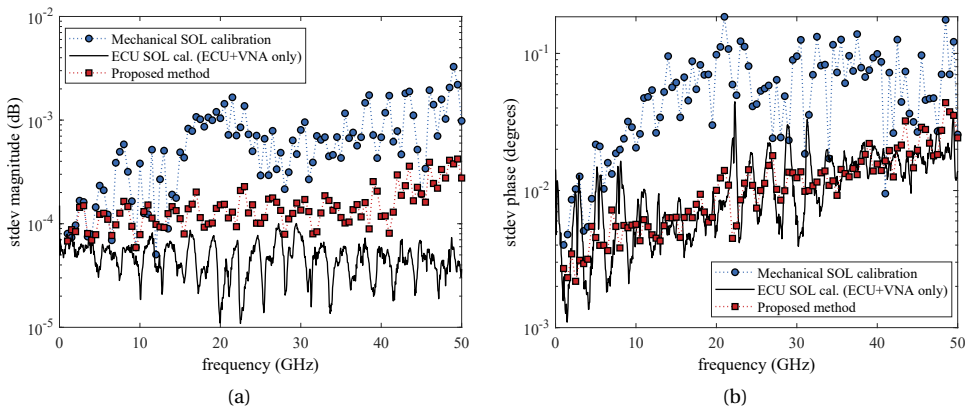 10^-2
10^-3
10^-4
10^-5
stdev magnitude (dB)
Mechanical SOL calibration
ECU SOL cal. (ECU+VNA only)
Proposed method
0 10 20 30 40 50
frequency (GHz)
(a)
10^-1
10^-2
10^-3
stdev phase (degrees)
Mechanical SOL calibration
ECU SOL cal. (ECU+VNA only)
Proposed method
0 10 20 30 40 50
frequency (GHz)
(b)